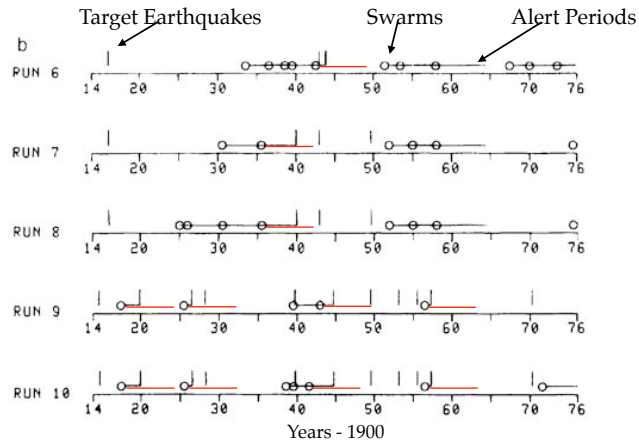 Target Earthquakes Swarms Alert Periods
b
RUN 6
14 20 30 40 50 60 70 76
RUN 7
14 20 30 40 50 60 70 76
RUN 8
14 20 30 40 50 60 70 76
RUN 9
14 20 30 40 50 60 70 76
RUN 10
14 20 30 40 50 60 70 76
Years - 1900